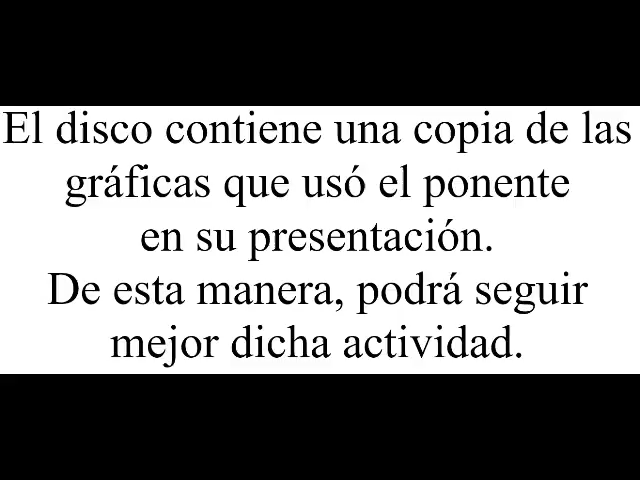 El disco contiene una copia de las
gráficas que usó el ponente
en su presentación.
De esta manera, podrá seguir
mejor dicha actividad.